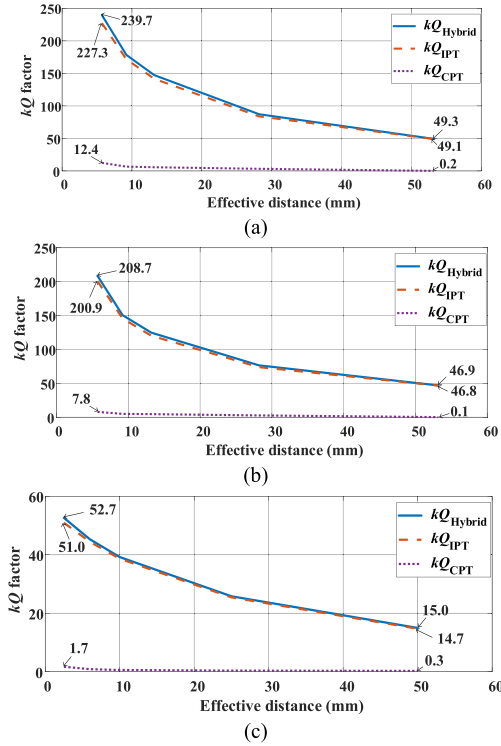 250
200
150
100
50
0
kQ factor
239.7
227.3
12.4
49.3
49.1
0.2
kQHybrid
kQIPT
kQCPT
0 10 20 30 40 50 60
Effective distance (mm)
(a)
250
200
150
100
50
0
kQ factor
208.7
200.9
7.8
46.9
46.8
0.1
kQHybrid
kQIPT
kQCPT
0 10 20 30 40 50 60
Effective distance (mm)
(b)
60
40
20
0
kQ factor
52.7
51.0
1.7
15.0
14.7
0.3
kQHybrid
kQIPT
kQCPT
0 10 20 30 40 50 60
Effective distance (mm)
(c)